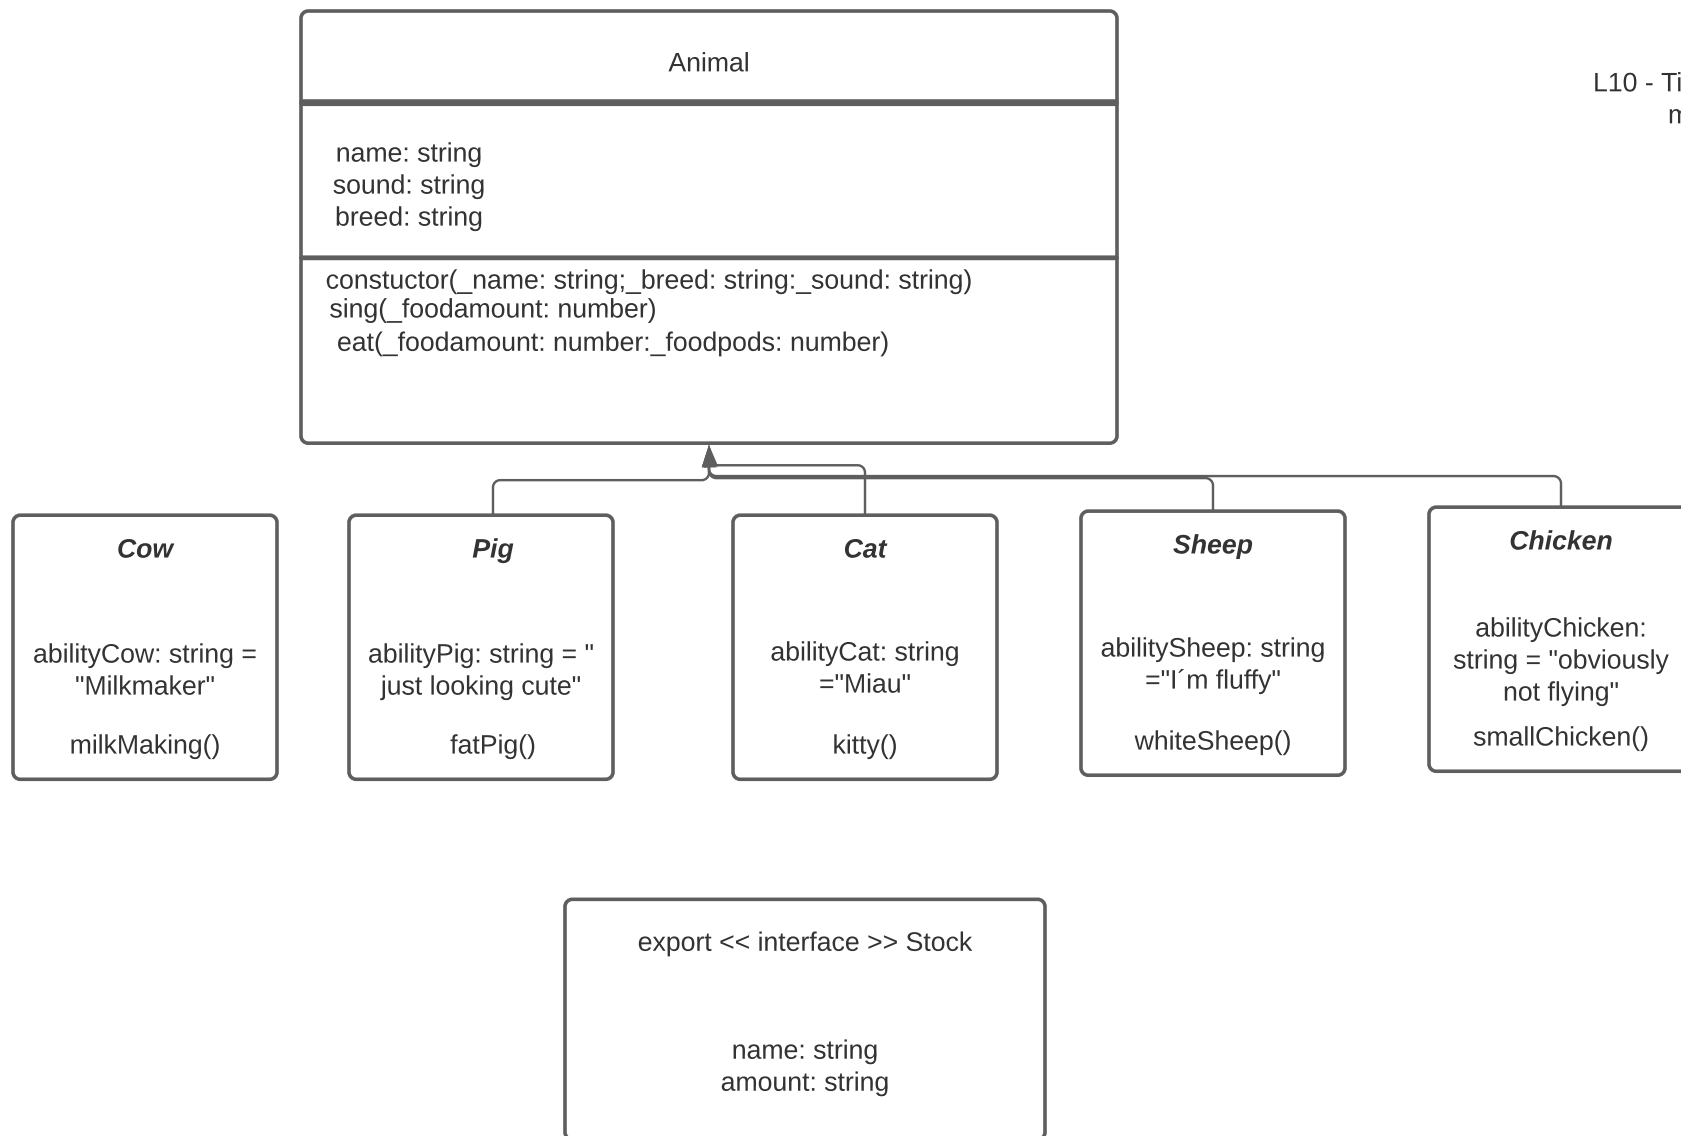 Animal
L10 - Ti
name: string
sound: string
breed: string
constuctor(_name: string;_breed: string:_sound: string)
sing(_foodamount: number)
eat(_foodamount: number:_foodpods: number)
Cow
abilityCow: string =
"Milkmaker"
milkMaking()
Pig
abilityPig: string = "
just looking cute"
fatPig()
Cat
abilityCat: string
="Miau"
kitty()
Sheep
abilitySheep: string
="I´m fluffy"
whiteSheep()
Chicken
abilityChicken:
string = "obviously
not flying"
smallChicken()
export << interface >> Stock
name: string
amount: string